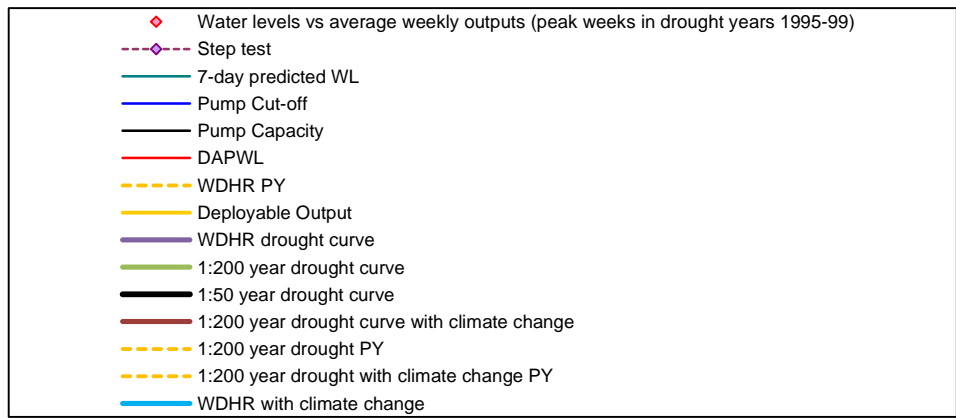 Water levels vs average weekly outputs (peak weeks in drought years 1995-99)
Step test
7-day predicted WL
Pump Cut-off
Pump Capacity
DAPWL
WDHR PY
Deployable Output
WDHR drought curve
1:200 year drought curve
1:50 year drought curve
1:200 year drought curve with climate change
1:200 year drought PY
1:200 year drought with climate change PY
WDHR with climate change